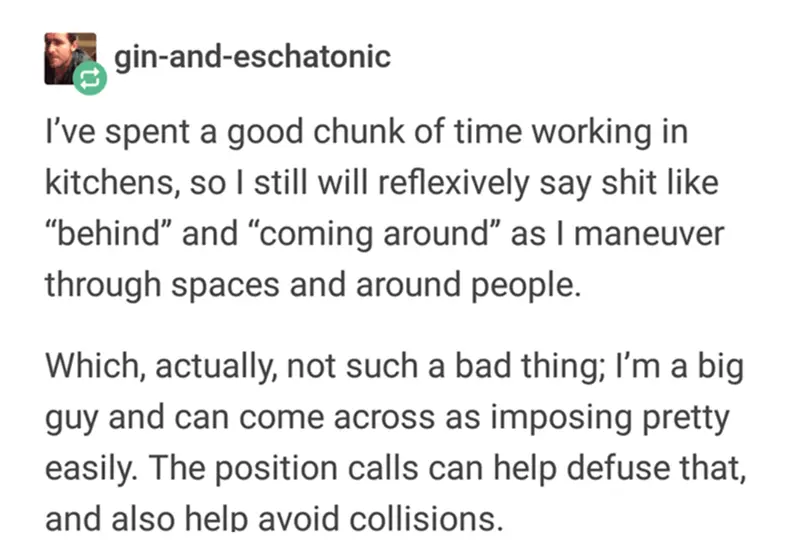 gin-and-eschatonic
I’ve spent a good chunk of time working in
kitchens, so I still will reflexively say shit like
“behind” and “coming around” as I maneuver
through spaces and around people.
Which, actually, not such a bad thing; I’m a big
guy and can come across as imposing pretty
easily. The position calls can help defuse that,
and also help avoid collisions.